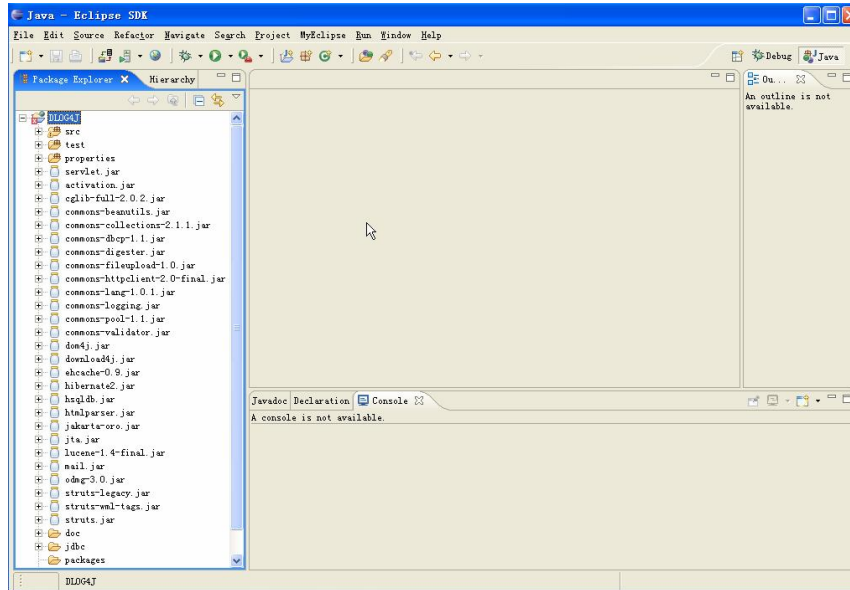 Java - Eclipse SDK
File Edit Source Refactor Navigate Search Project MyEclipse Run Window Help
Debug Java
Package Explorer Hierarchy
Ou...
An outline is not
available.
DLOG4J
src
test
properties
servlet.jar
activation.jar
cglib-full-2.0.2.jar
commons-beanutils.jar
commons-collections-2.1.1.jar
commons-dbcp-1.1.jar
commons-digester.jar
commons-fileupload-1.0.jar
commons-httpclient-2.0-final.jar
commons-lang-1.0.1.jar
commons-logging.jar
commons-pool-1.1.jar
commons-validator.jar
dom4j.jar
download4j.jar
ehcache-0.9.jar
hibernate2.jar
hsqldb.jar
htmlparser.jar
jakarta-oro.jar
jta.jar
lucene-1.4-final.jar
mail.jar
odmg-3.0.jar
struts-legacy.jar
struts-wml-tags.jar
struts.jar
doc
jdbc
packages
Javadoc Declaration Console
A console is not available.
DLOG4J